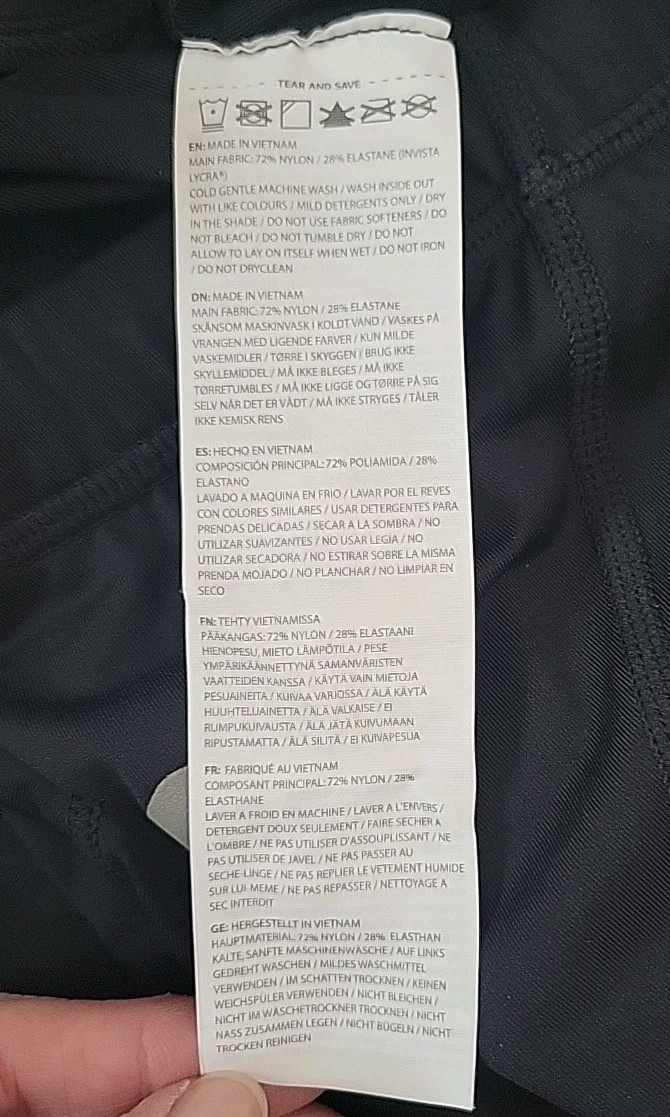 TEAR AND SAVE
EN: MADE IN VIETNAM
MAIN FABRIC: 72% NYLON / 28% ELASTANE (INVISTA
LYCRA®)
COLD GENTLE MACHINE WASH / WASH INSIDE OUT
WITH LIKE COLOURS / MILD DETERGENTS ONLY / DRY
IN THE SHADE / DO NOT USE FABRIC SOFTENERS / DO
NOT BLEACH / DO NOT TUMBLE DRY / DO NOT
ALLOW TO LAY ON ITSELF WHEN WET / DO NOT IRON
/ DO NOT DRYCLEAN
DN: MADE IN VIETNAM
MAIN FABRIC: 72% NYLON / 28% ELASTANE
SKÅNSOM MASKINVASK I KOLDT VAND / VASKES PÅ
VRANGEN MED LIGENDE FARVER / KUN MILDE
VASKEMIDLER / TØRRE I SKYGGEN / BRUG IKKE
SKYLLEMIDDEL / MÅ IKKE BLEGES / MÅ IKKE
TØRRETUMBLES / MÅ IKKE LIGGE OG TØRRE PÅ SIG
SELV NÅR DET ER VÅDT / MÅ IKKE STRYGES / TÅLER
IKKE KEMISK RENS
ES: HECHO EN VIETNAM
COMPOSICIÓN PRINCIPAL: 72% POLIAMIDA / 28%
ELASTANO
LAVADO A MAQUINA EN FRIO / LAVAR POR EL REVES
CON COLORES SIMILARES / USAR DETERGENTES PARA
PRENDAS DELICADAS / SECAR A LA SOMBRA / NO
UTILIZAR SUAVIZANTES / NO USAR LEGIA / NO
UTILIZAR SECADORA / NO ESTIRAR SOBRE LA MISMA
PRENDA MOJADO / NO PLANCHAR / NO LIMPIAR EN
SECO
FN: TEHTY VIETNAMISSA
PÄÄKANGAS: 72% NYLON / 28% ELASTAANI
HIENOPESU, MIETO LÄMPÖTILA / PESE
YMPÄRIKÄÄNNETTYNÄ SAMANVÄRISTEN
VAATTEIDEN KANSSA / KÄYTÄ VAIN MIETOJA
PESUAINEITA / KUIVAA VARJOSSA / ÄLÄ KÄYTÄ
HUUHTELUAINETTA / ÄLÄ VALKAISE / EI
RUMPUKUIVAUSTA / ÄLÄ JÄTÄ KUIVUMAAN
RIPUSTAMATTA / ÄLÄ SILITÄ / EI KUIVAPESUA
FR: FABRIQUÉ AU VIETNAM
COMPOSANT PRINCIPAL: 72% NYLON / 28%
ELASTHANE
LAVER A FROID EN MACHINE / LAVER A L'ENVERS /
DETERGENT DOUX SEULEMENT / FAIRE SECHER A
L'OMBRE / NE PAS UTILISER D'ASSOUPLISSANT / NE
PAS UTILISER DE JAVEL / NE PAS PASSER AU
SECHE-LINGE / NE PAS REPLIER LE VETEMENT HUMIDE
SUR LUI-MEME / NE PAS REPASSER / NETTOYAGE A
SEC INTERDIT
GE: HERGESTELLT IN VIETNAM
HAUPTMATERIAL: 72% NYLON / 28% ELASTHAN
KALTE, SANFTE MASCHINENWÄSCHE / AUF LINKS
GEDREHT WASCHEN / MILDES WASCHMITTEL
VERWENDEN / IM SCHATTEN TROCKNEN / KEINEN
WEICHSPÜLER VERWENDEN / NICHT BLEICHEN /
NICHT IM WÄSCHETROCKNER TROCKNEN / NICHT
NASS ZUSAMMEN LEGEN / NICHT BÜGELN / NICHT
TROCKEN REINIGEN